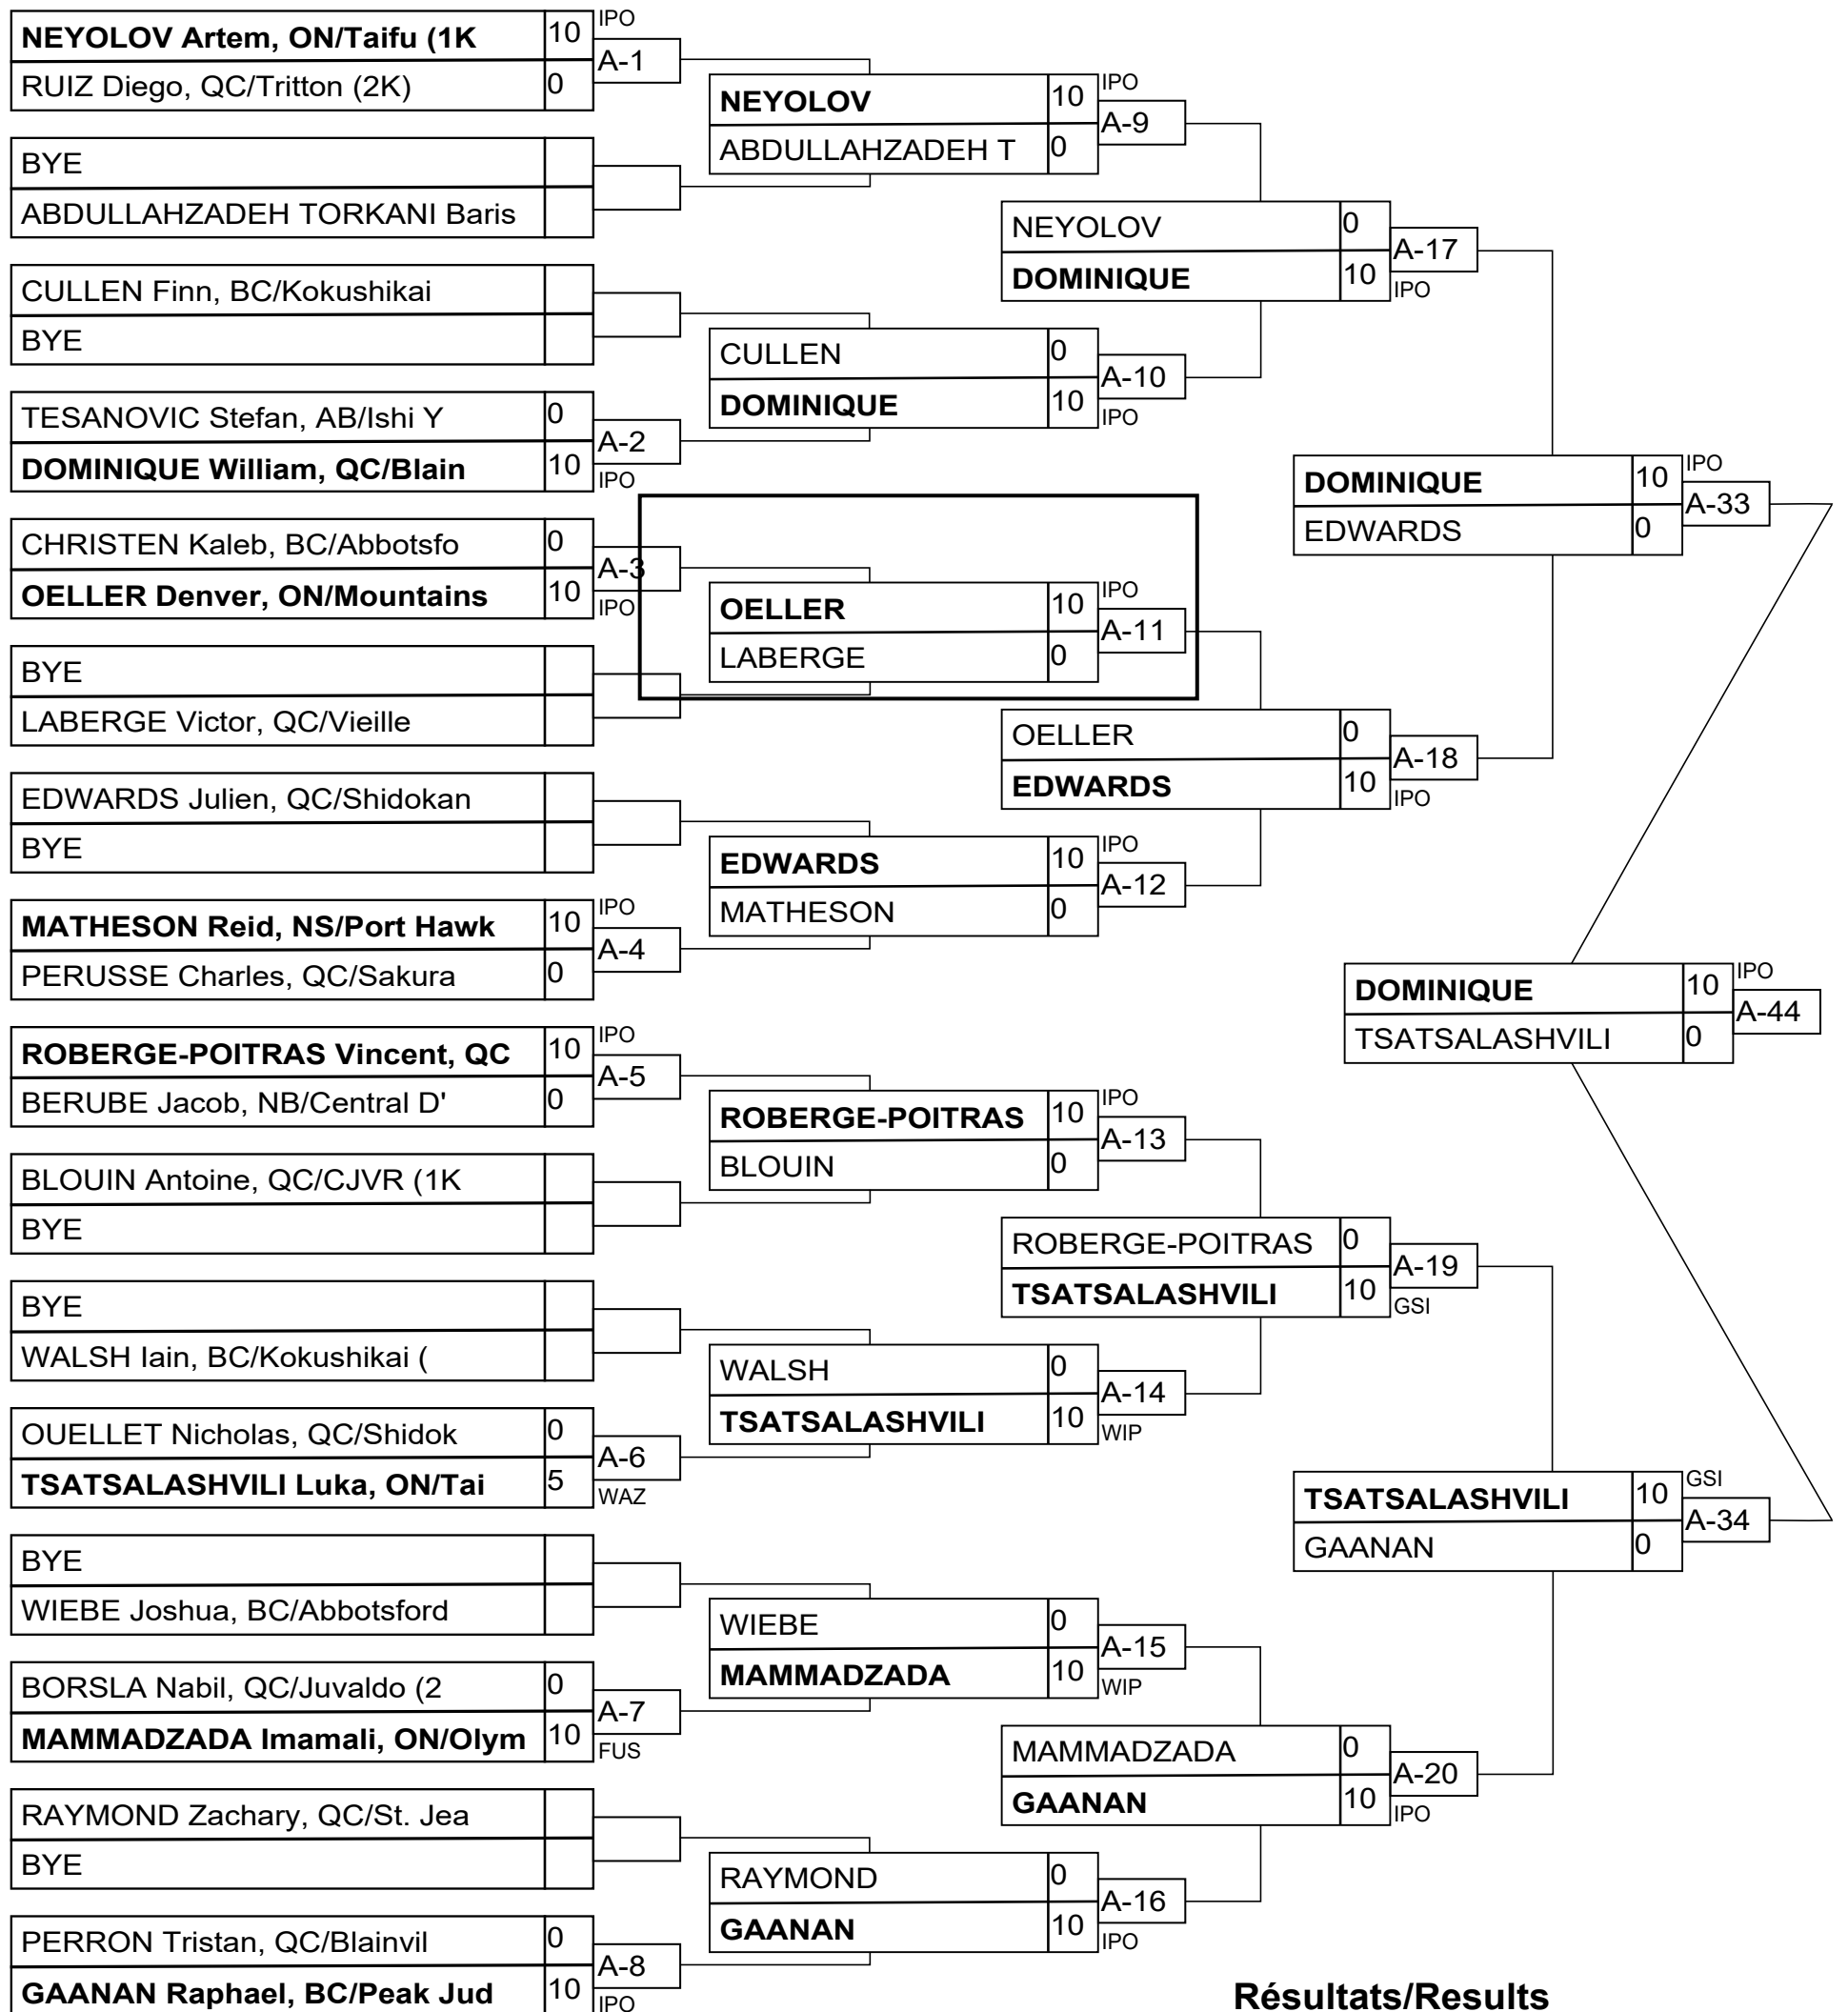 NEYOLOV Artem, ON/Taifu (1K 10 IPO
A-1
RUIZ Diego, QC/Tritton (2K) 0
BYE
ABDULLAHZADEH TORKANI Baris
CULLEN Finn, BC/Kokushikai
BYE
TESANOVIC Stefan, AB/Ishi Y 0
A-2
DOMINIQUE William, QC/Blain 10 IPO
CHRISTEN Kaleb, BC/Abbotsfo 0
A-3
OELLER Denver, ON/Mountains 10 IPO
BYE
LABERGE Victor, QC/Vieille
EDWARDS Julien, QC/Shidokan
BYE
MATHESON Reid, NS/Port Hawk 10 IPO
A-4
PERUSSE Charles, QC/Sakura 0
ROBERGE-POITRAS Vincent, QC 10 IPO
A-5
BERUBE Jacob, NB/Central D' 0
BLOUIN Antoine, QC/CJVR (1K
BYE
BYE
WALSH Iain, BC/Kokushikai (
OUELLET Nicholas, QC/Shidok 0
A-6
TSATSALASHVILI Luka, ON/Tai 5 WAZ
BYE
WIEBE Joshua, BC/Abbotsford
BORSLA Nabil, QC/Juvaldo (2 0
A-7
MAMMADZADA Imamali, ON/Olym 10 FUS
RAYMOND Zachary, QC/St. Jea
BYE
PERRON Tristan, QC/Blainvil 0
A-8
GAANAN Raphael, BC/Peak Jud 10 IPO
NEYOLOV 10 IPO
A-9
ABDULLAHZADEH T 0
CULLEN 0
A-10
DOMINIQUE 10 IPO
OELLER 10 IPO
A-11
LABERGE 0
EDWARDS 10 IPO
A-12
MATHESON 0
ROBERGE-POITRAS 10 IPO
A-13
BLOUIN 0
WALSH 0
A-14
TSATSALASHVILI 10 WIP
WIEBE 0
A-15
MAMMADZADA 10 WIP
RAYMOND 0
A-16
GAANAN 10 IPO
NEYOLOV 0
A-17
DOMINIQUE 10 IPO
OELLER 0
A-18
EDWARDS 10 IPO
ROBERGE-POITRAS 0
A-19
TSATSALASHVILI 10 GSI
MAMMADZADA 0
A-20
GAANAN 10 IPO
DOMINIQUE 10 IPO
A-33
EDWARDS 0
TSATSALASHVILI 10 GSI
A-34
GAANAN 0
DOMINIQUE 10 IPO
A-44
TSATSALASHVILI 0
Résultats/Results